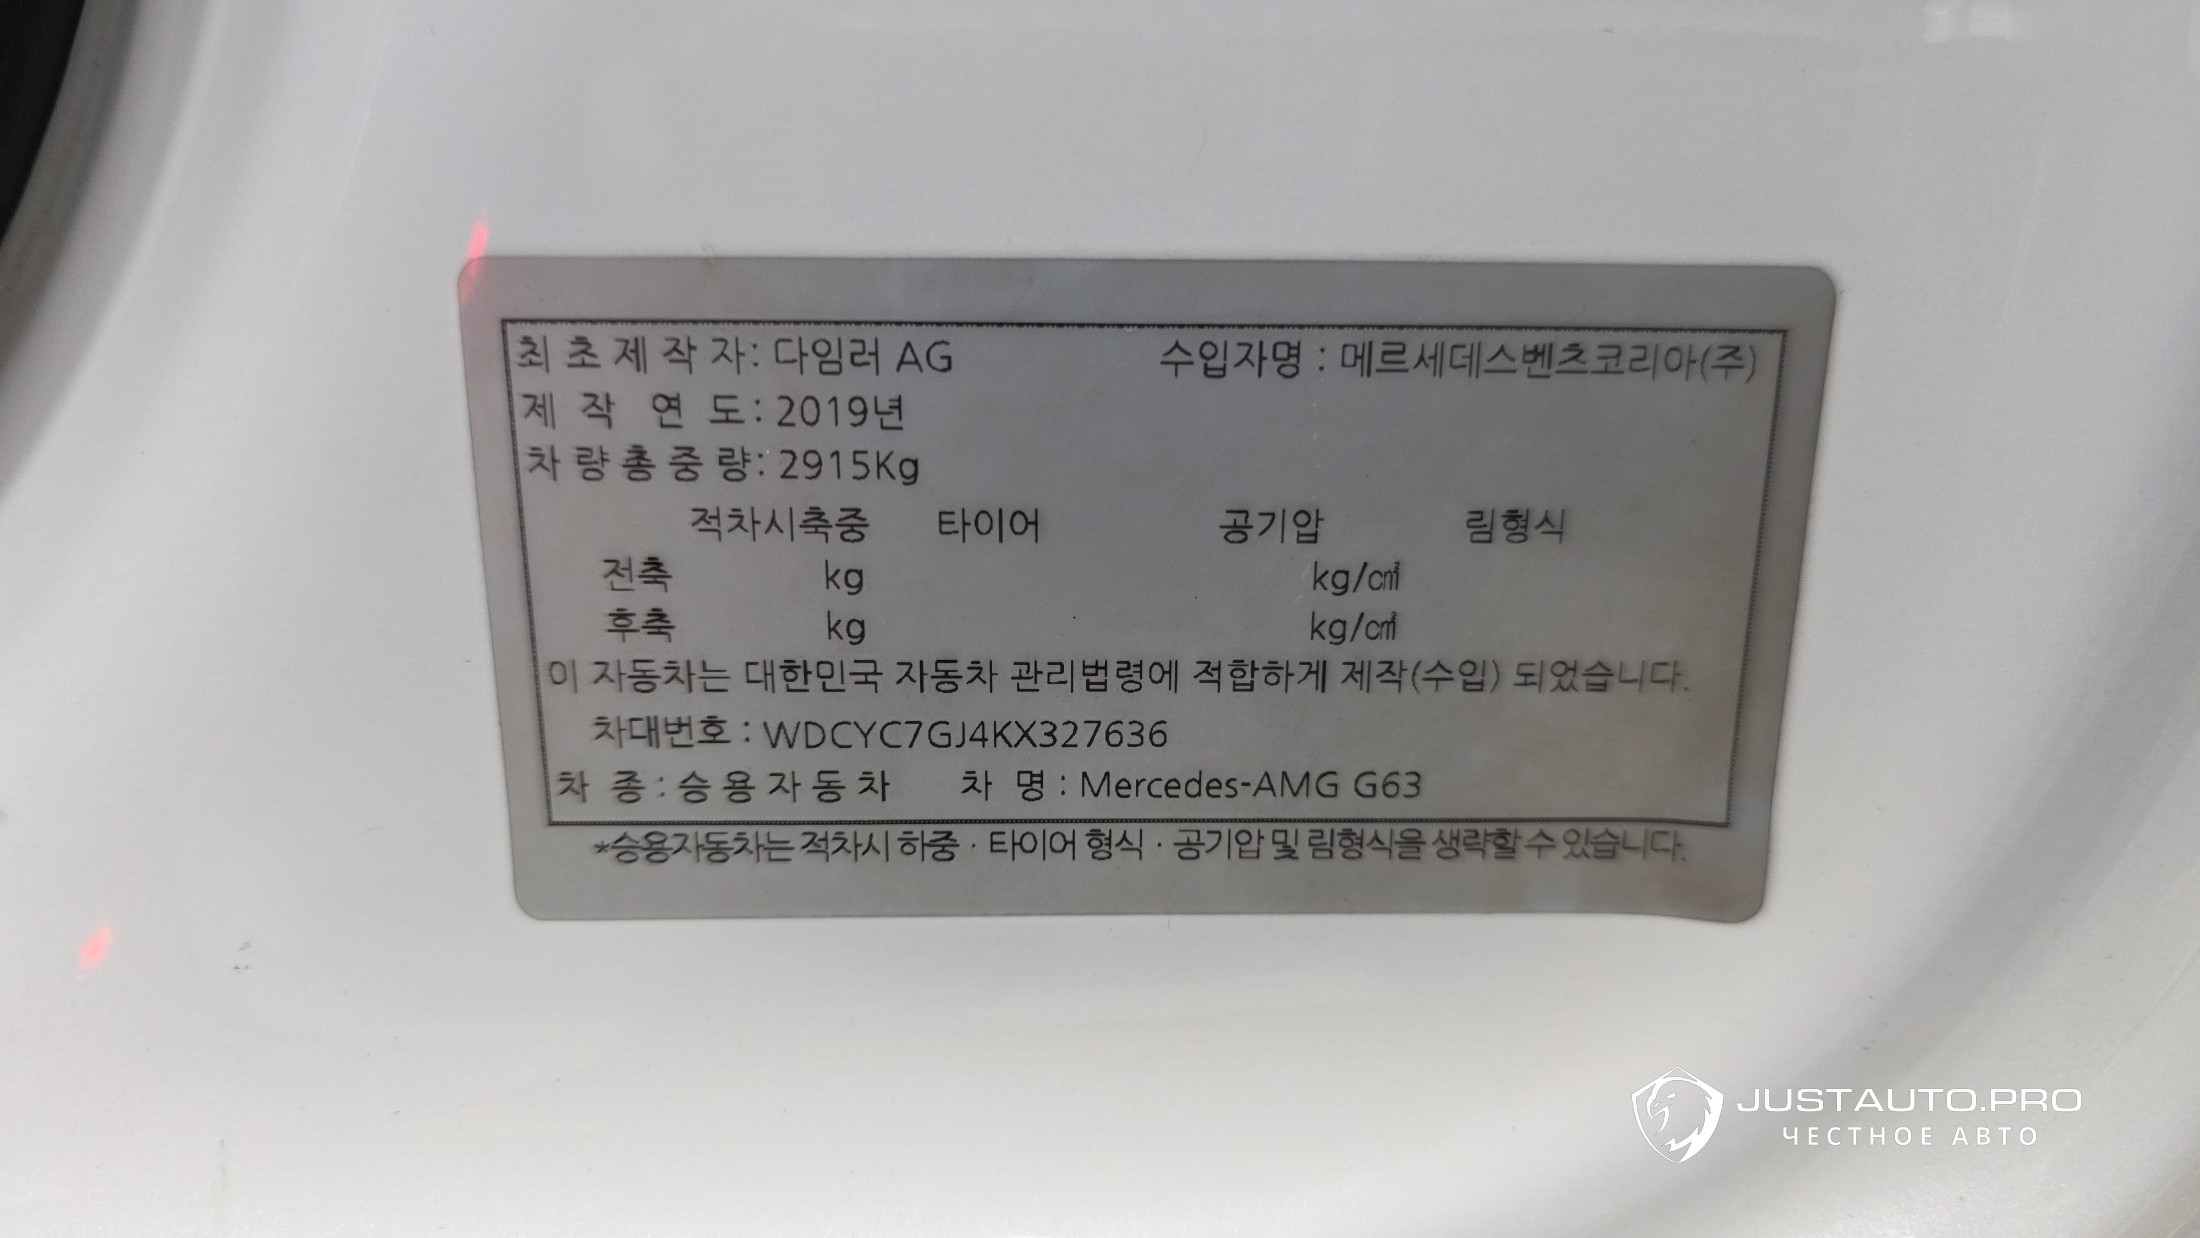 최초제작자: 다임러 AG 수입자명 : 메르세데스벤츠코리아(주)
제 작 연 도: 2019년
차량총중량: 2915Kg
적차시축중 타이어 공기압 림형식
전축 kg kg/㎠
후축 kg kg/㎠
이 자동차는 대한민국 자동차 관리법령에 적합하게 제작(수입) 되었습니다.
차대번호 : WDCYC7GJ4KX327636
차 종 : 승용자동차 차 명 : Mercedes-AMG G63
*승용자동차는 적차시 하중 · 타이어 형식 · 공기압 및 림형식을 생략할 수 있습니다.
JUSTAUTO.PRO
ЧЕСТНОЕ АВТО